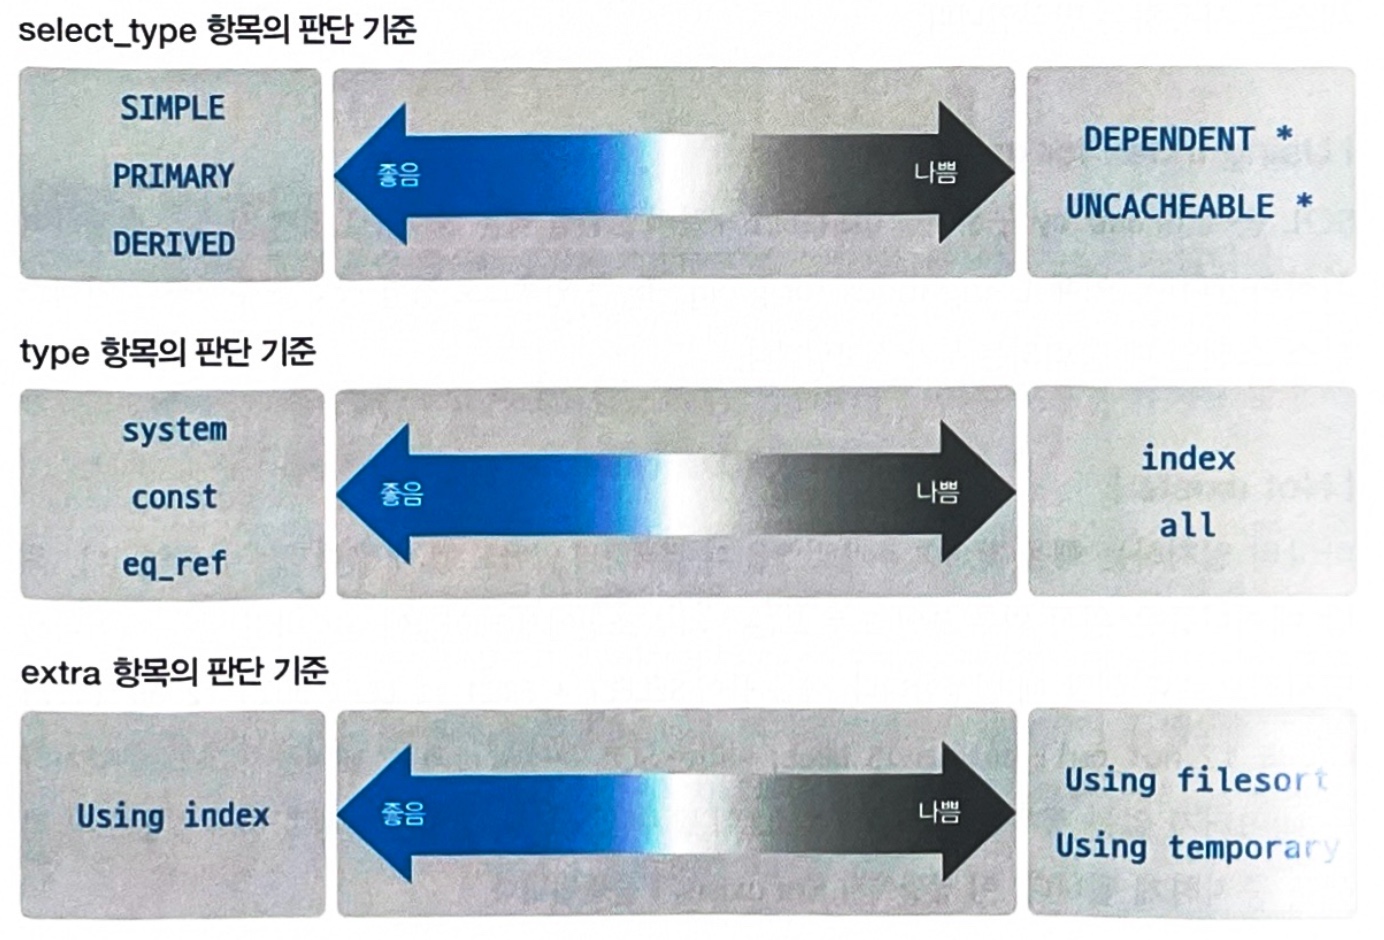 select_type 항목의 판단 기준
SIMPLE
PRIMARY
DERIVED
좋음
나쁨
DEPENDENT *
UNCACHEABLE *
type 항목의 판단 기준
system
const
eq_ref
좋음
나쁨
index
all
extra 항목의 판단 기준
Using index
좋음
나쁨
Using filesort
Using temporary